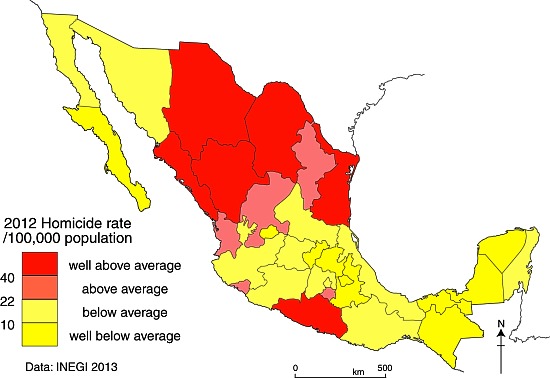 2012 Homicide rate
/100,000 population
well above average
40
above average
22
below average
10
well below average
Data: INEGI 2013
N
0 km 500